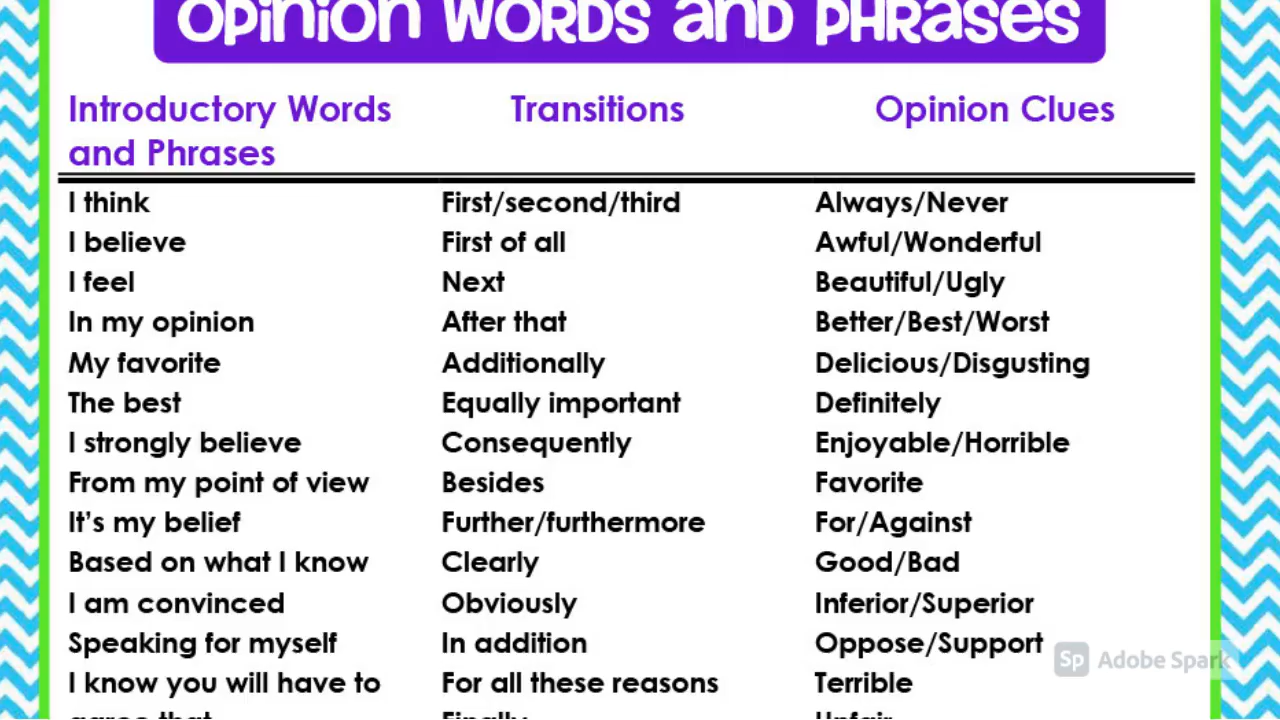 Opinion Words and Phrases
Introductory Words
and Phrases
Transitions
Opinion Clues
I think
I believe
I feel
In my opinion
My favorite
The best
I strongly believe
From my point of view
It's my belief
Based on what I know
I am convinced
Speaking for myself
I know you will have to
agree that
First/second/third
First of all
Next
After that
Additionally
Equally important
Consequently
Besides
Further/furthermore
Clearly
Obviously
In addition
For all these reasons
Finally
Always/Never
Awful/Wonderful
Beautiful/Ugly
Better/Best/Worst
Delicious/Disgusting
Definitely
Enjoyable/Horrible
Favorite
For/Against
Good/Bad
Inferior/Superior
Oppose/Support
Terrible
Unfair
Sp Adobe Spark